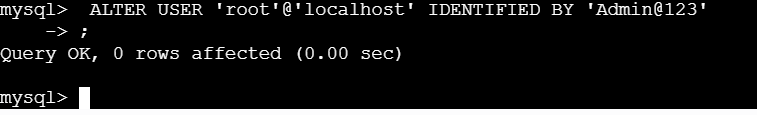 mysql>  ALTER USER 'root'@'localhost' IDENTIFIED BY 'Admin@123'
    -> ;
Query OK, 0 rows affected (0.00 sec)
mysql>